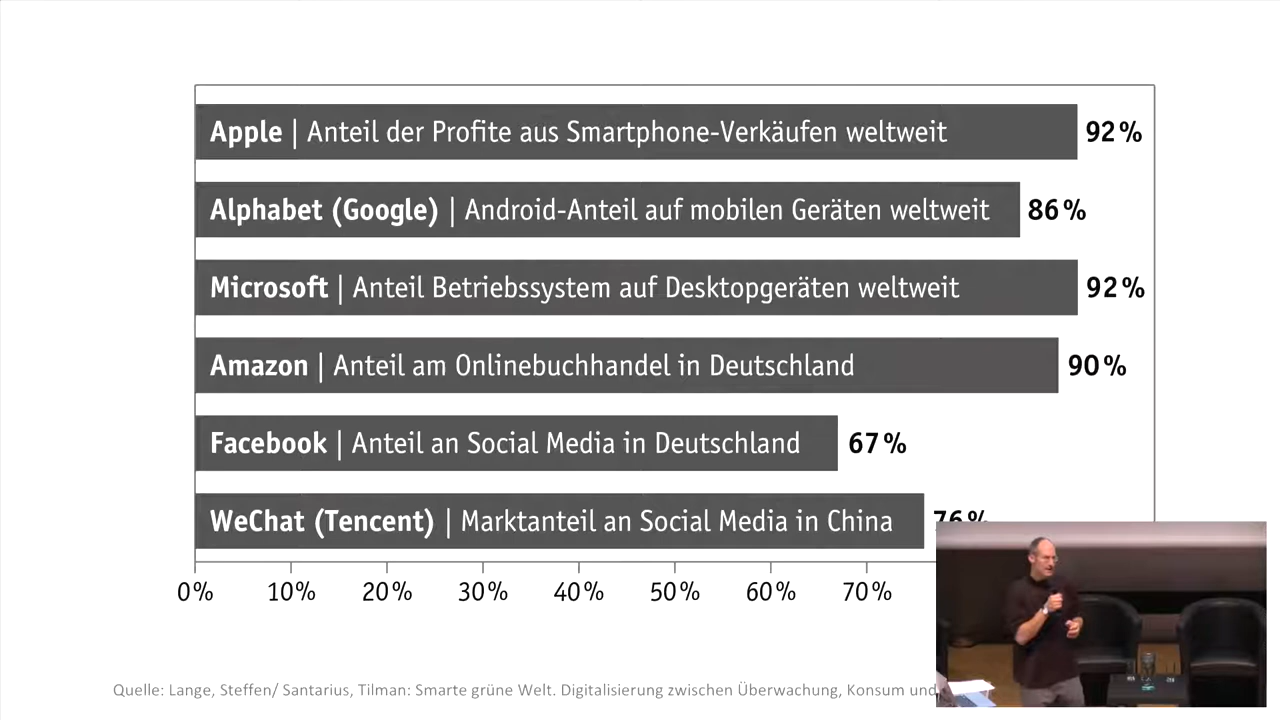 Apple | Anteil der Profite aus Smartphone-Verkäufen weltweit 92 %
Alphabet (Google) | Android-Anteil auf mobilen Geräten weltweit 86 %
Microsoft | Anteil Betriebssystem auf Desktopgeräten weltweit 92 %
Amazon | Anteil am Onlinebuchhandel in Deutschland 90 %
Facebook | Anteil an Social Media in Deutschland 67 %
WeChat (Tencent) | Marktanteil an Social Media in China 76 %
0 % 10 % 20 % 30 % 40 % 50 % 60 % 70 %
Quelle: Lange, Steffen/ Santarius, Tilman: Smarte grüne Welt. Digitalisierung zwischen Überwachung, Konsum und